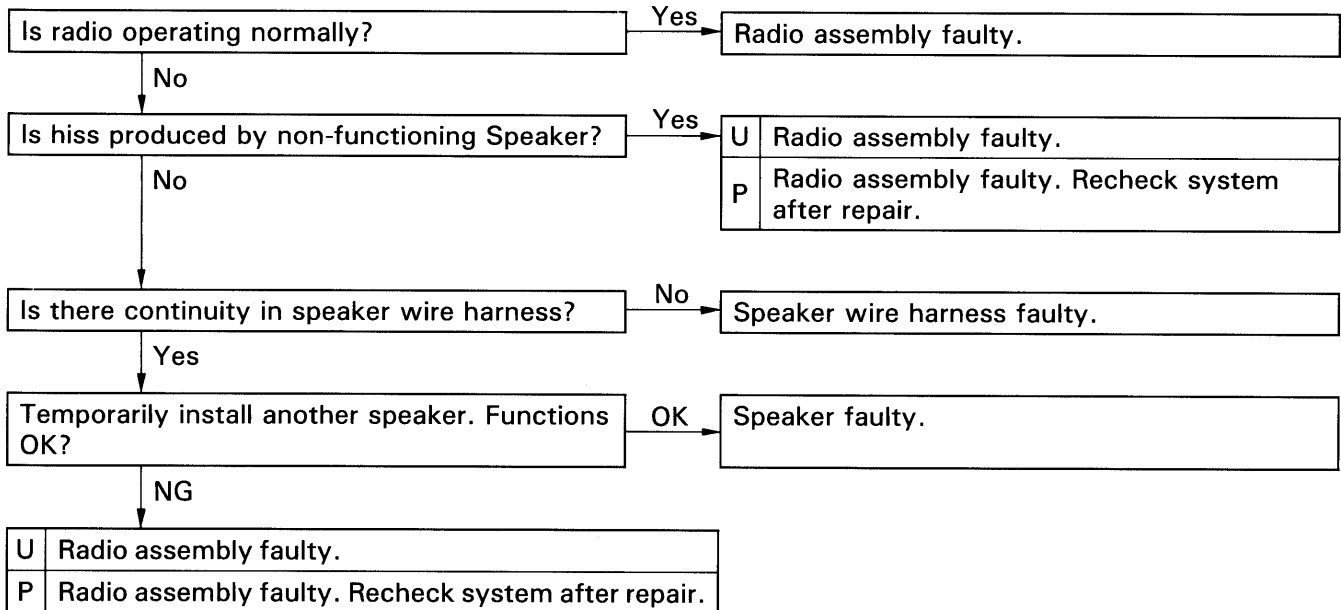 Is radio operating normally?
Yes
Radio assembly faulty.
No
Is hiss produced by non-functioning Speaker?
Yes
U Radio assembly faulty.
P Radio assembly faulty. Recheck system
after repair.
No
Is there continuity in speaker wire harness?
No
Speaker wire harness faulty.
Yes
Temporarily install another speaker. Functions
OK?
OK
Speaker faulty.
NG
U Radio assembly faulty.
P Radio assembly faulty. Recheck system after repair.